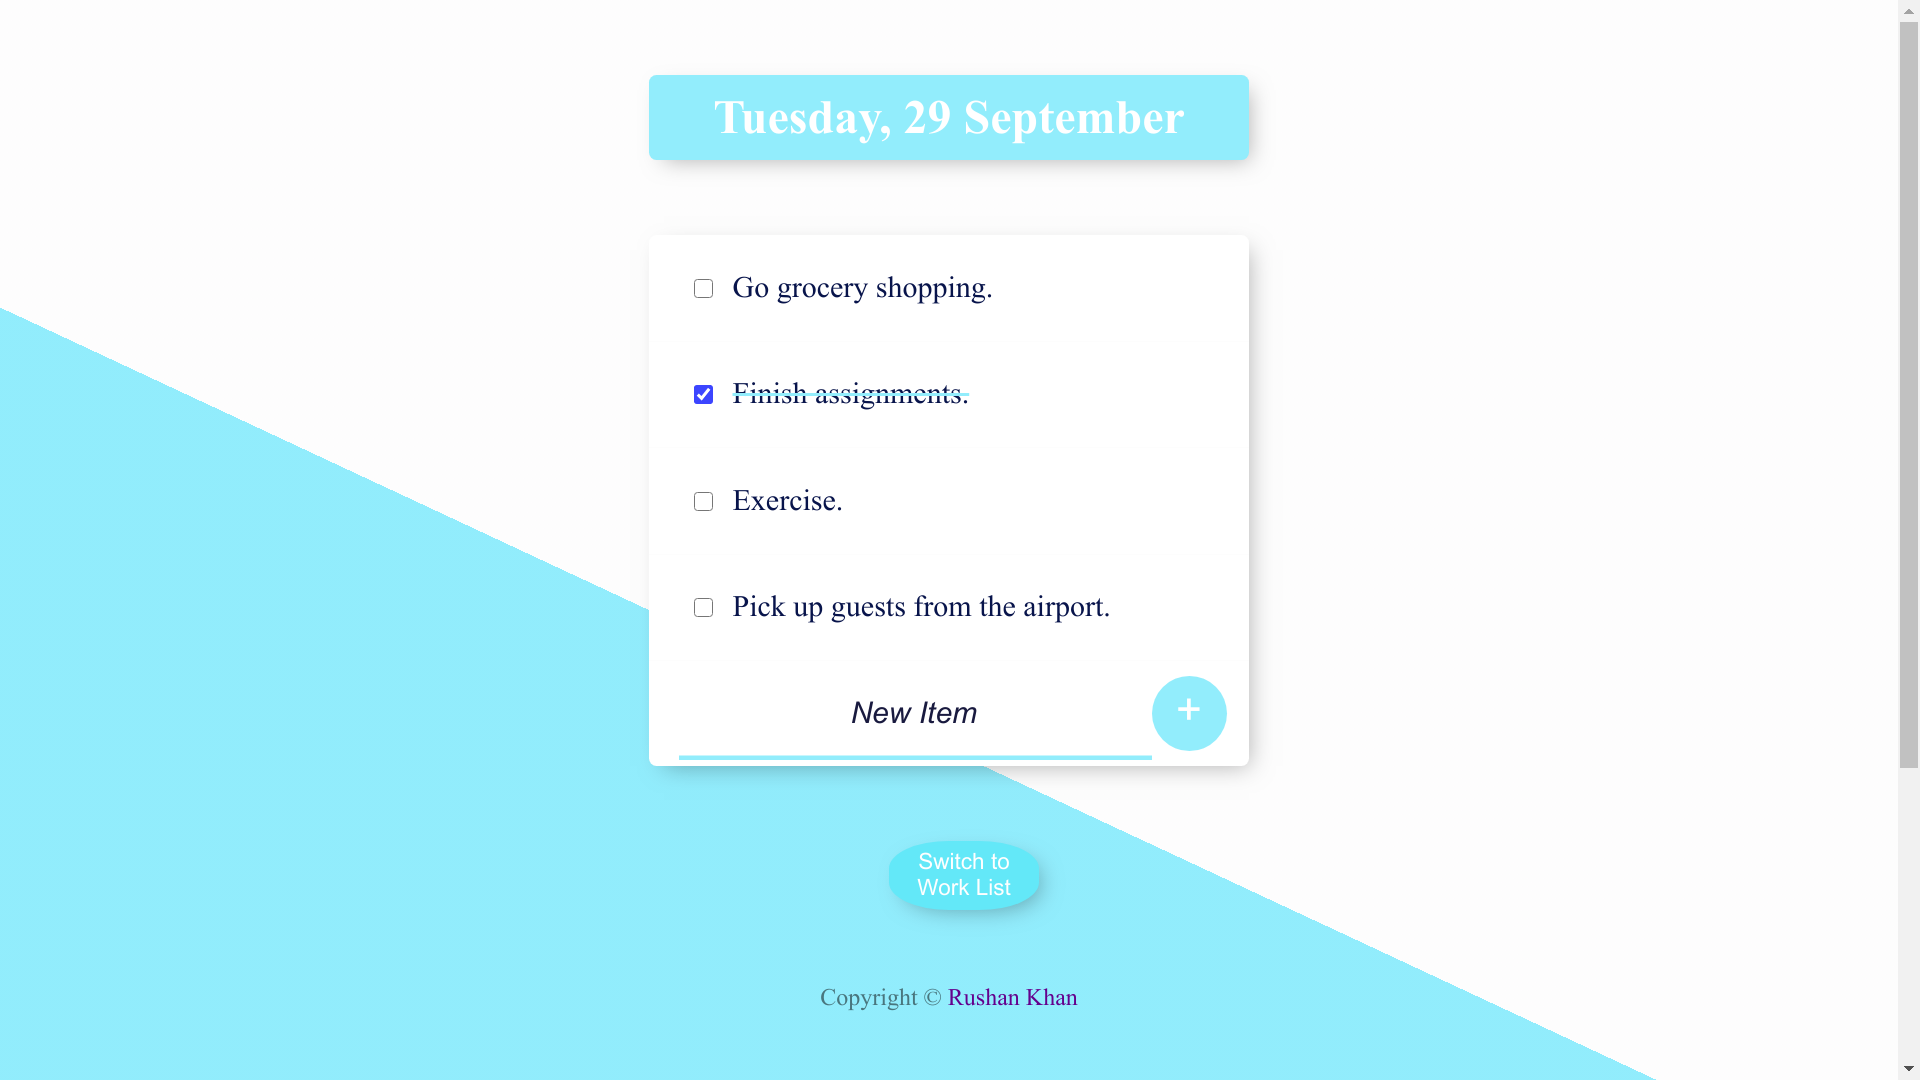 Tuesday, 29 September
Go grocery shopping.
Finish assignments.
Exercise.
Pick up guests from the airport.
New Item
+
Switch to
Work List
Copyright © Rushan Khan